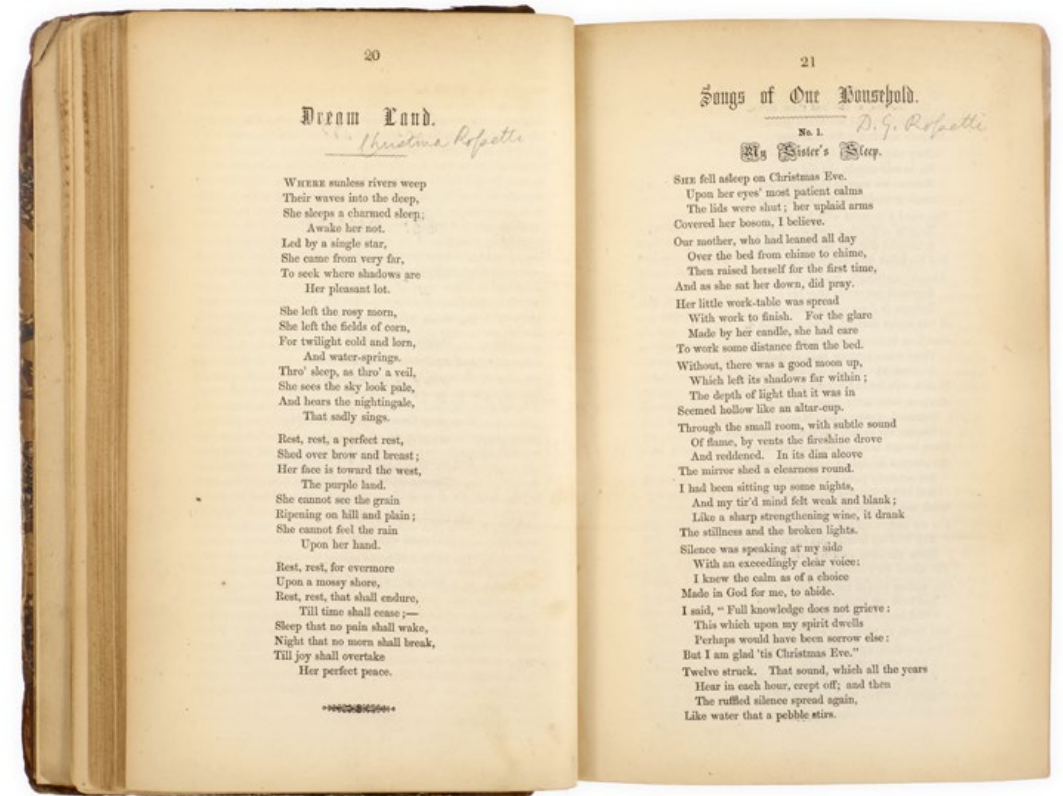 20
Dream Land.
Christina Rossetti
WHERE sunless rivers weep
Their waves into the deep,
She sleeps a charmed sleep;
Awake her not.
Led by a single star,
She came from very far,
To seek where shadows are
Her pleasant lot.
She left the rosy morn,
She left the fields of corn,
For twilight cold and lorn,
And water-springs.
Thro' sleep, as thro' a veil,
She sees the sky look pale,
And hears the nightingale,
That sadly sings.
Rest, rest, a perfect rest,
Shed over brow and breast;
Her face is toward the west,
The purple land.
She cannot see the grain
Ripening on hill and plain;
She cannot feel the rain
Upon her hand.
Rest, rest, for evermore
Upon a mossy shore,
Rest, rest, that shall endure,
Till time shall cease;—
Sleep that no pain shall wake,
Night that no morn shall break,
Till joy shall overtake
Her perfect peace.
21
Songs of One Household.
D. G. Rossetti
No. 1.
My Sister's Sleep.
SHE fell asleep on Christmas Eve.
Upon her eyes' most patient calms
The lids were shut; her uplaid arms
Covered her bosom, I believe.
Our mother, who had leaned all day
Over the bed from chime to chime,
Then raised herself for the first time,
And as she sat her down, did pray.
Her little work-table was spread
With work to finish. For the glare
Made by her candle, she had care
To work some distance from the bed.
Without, there was a good moon up,
Which left its shadows far within;
The depth of light that it was in
Seemed hollow like an altar-cup.
Through the small room, with subtle sound
Of flame, by vents the fireshine drove
And reddened. In its dim alcove
The mirror shed a clearness round.
I had been sitting up some nights,
And my tir'd mind felt weak and blank;
Like a sharp strengthening wine, it drank
The stillness and the broken lights.
Silence was speaking at my side
With an exceedingly clear voice:
I knew the calm as of a choice
Made in God for me, to abide.
I said, "Full knowledge does not grieve:
This which upon my spirit dwells
Perhaps would have been sorrow else:
But I am glad 'tis Christmas Eve."
Twelve struck. That sound, which all the years
Hear in each hour, crept off; and then
The ruffled silence spread again,
Like water that a pebble stirs.